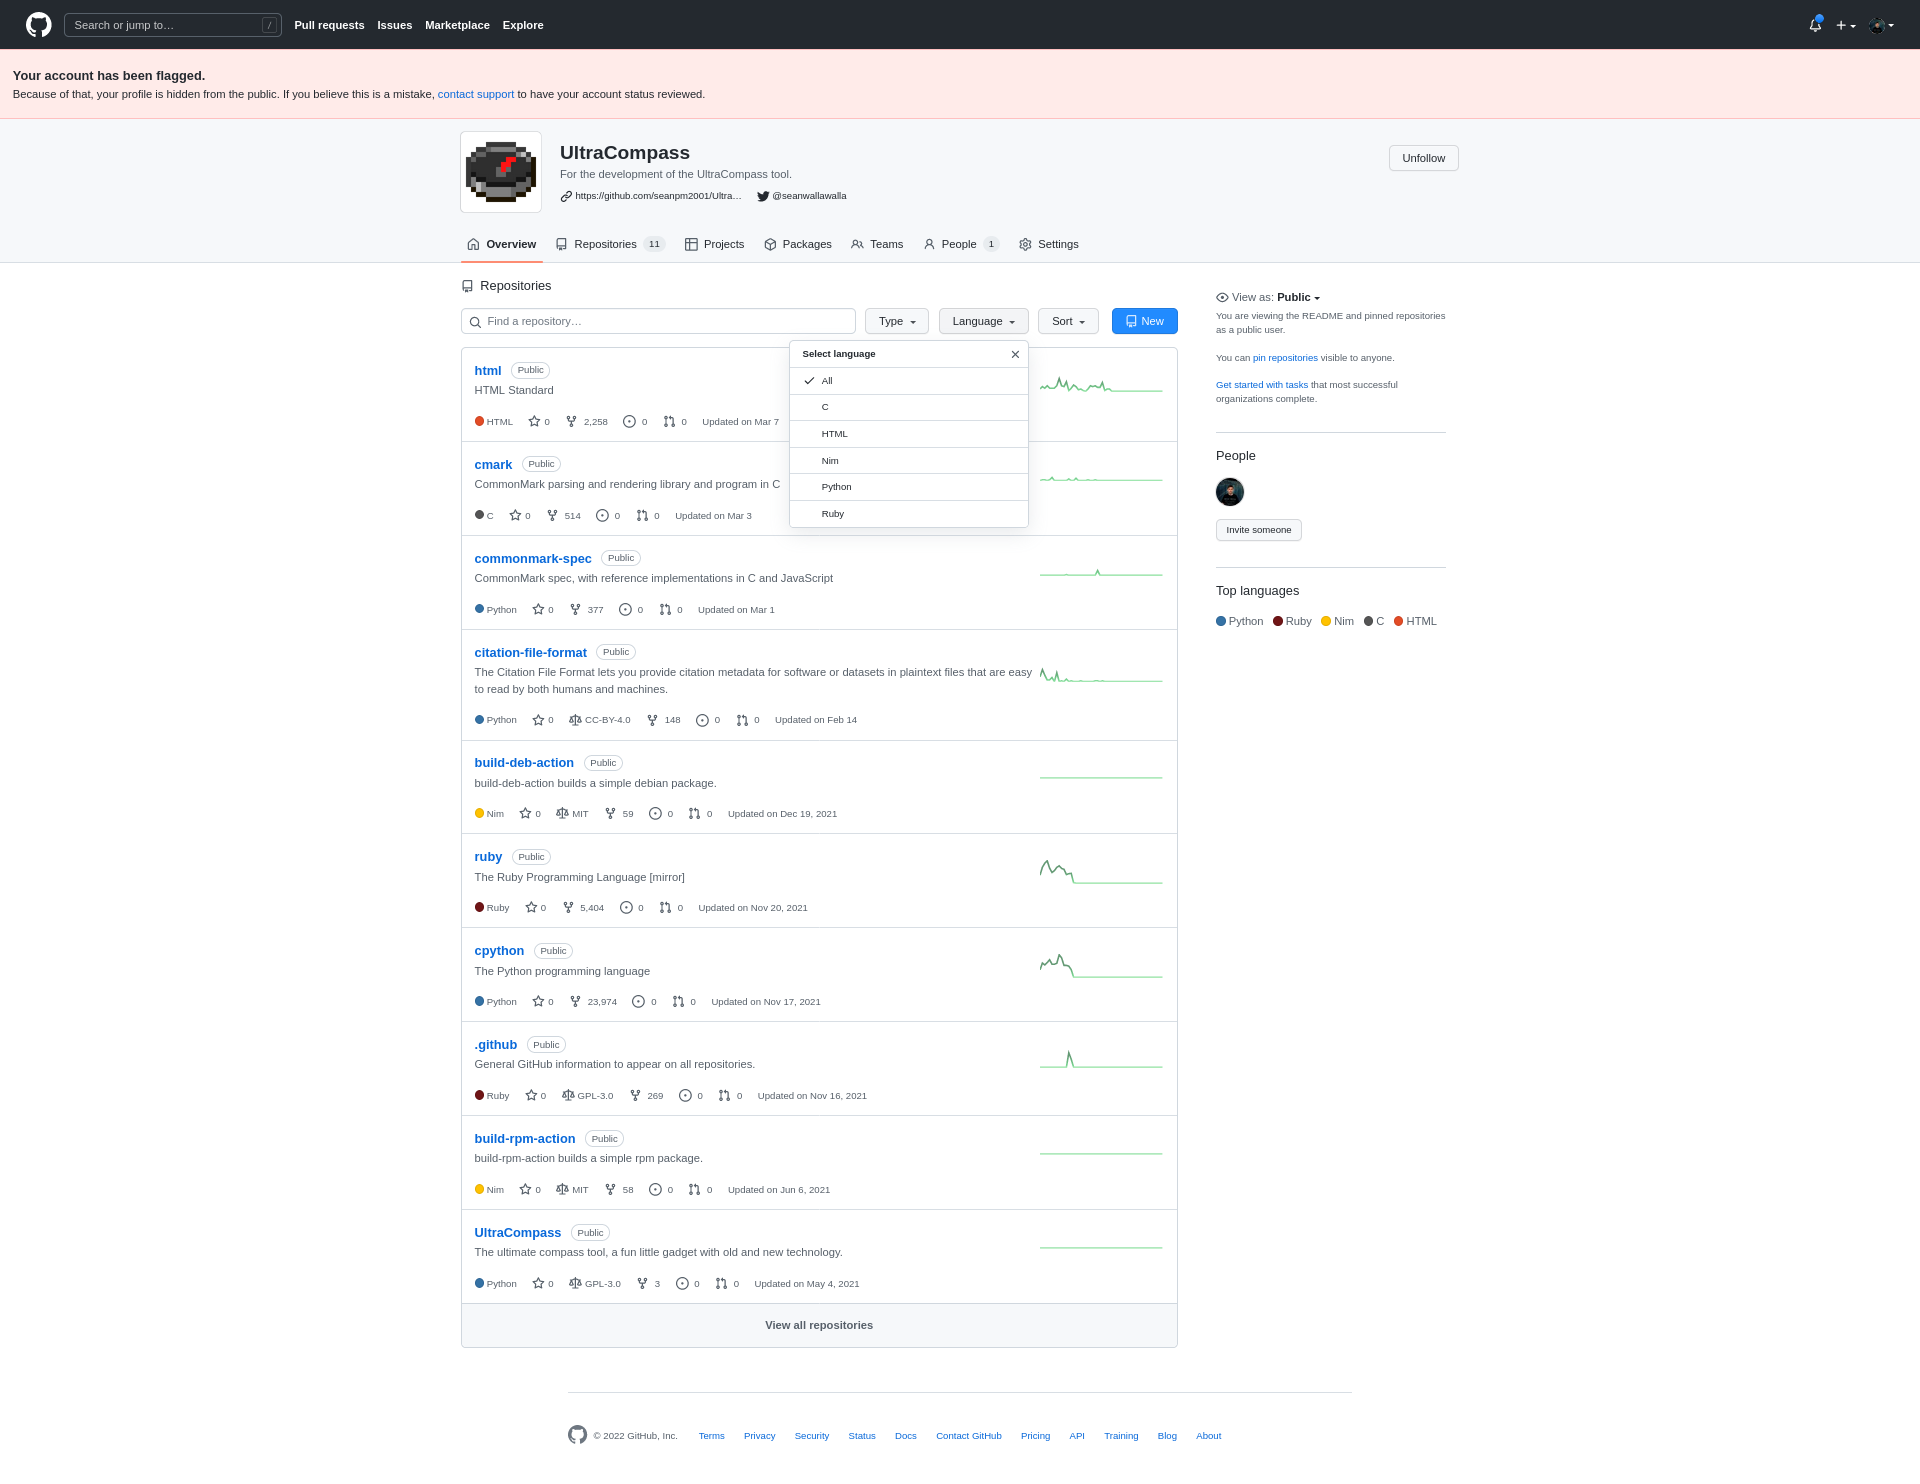 Search or jump to… /
Pull requests Issues Marketplace Explore
Your account has been flagged.
Because of that, your profile is hidden from the public. If you believe this is a mistake, contact support to have your account status reviewed.
UltraCompass
For the development of the UltraCompass tool.
https://github.com/seanpm2001/Ultra… @seanwallawalla
Unfollow
Overview Repositories 11 Projects Packages Teams People 1 Settings
Repositories
Find a repository… Type Language Sort New
Select language
All
C
HTML
Nim
Python
Ruby
html Public
HTML Standard
HTML 0 2,258 0 0 Updated on Mar 7
cmark Public
CommonMark parsing and rendering library and program in C
C 0 514 0 0 Updated on Mar 3
commonmark-spec Public
CommonMark spec, with reference implementations in C and JavaScript
Python 0 377 0 0 Updated on Mar 1
citation-file-format Public
The Citation File Format lets you provide citation metadata for software or datasets in plaintext files that are easy
to read by both humans and machines.
Python 0 CC-BY-4.0 148 0 0 Updated on Feb 14
build-deb-action Public
build-deb-action builds a simple debian package.
Nim 0 MIT 59 0 0 Updated on Dec 19, 2021
ruby Public
The Ruby Programming Language [mirror]
Ruby 0 5,404 0 0 Updated on Nov 20, 2021
cpython Public
The Python programming language
Python 0 23,974 0 0 Updated on Nov 17, 2021
.github Public
General GitHub information to appear on all repositories.
Ruby 0 GPL-3.0 269 0 0 Updated on Nov 16, 2021
build-rpm-action Public
build-rpm-action builds a simple rpm package.
Nim 0 MIT 58 0 0 Updated on Jun 6, 2021
UltraCompass Public
The ultimate compass tool, a fun little gadget with old and new technology.
Python 0 GPL-3.0 3 0 0 Updated on May 4, 2021
View all repositories
View as: Public
You are viewing the README and pinned repositories
as a public user.
You can pin repositories visible to anyone.
Get started with tasks that most successful
organizations complete.
People
Invite someone
Top languages
Python Ruby Nim C HTML
© 2022 GitHub, Inc. Terms Privacy Security Status Docs Contact GitHub Pricing API Training Blog About